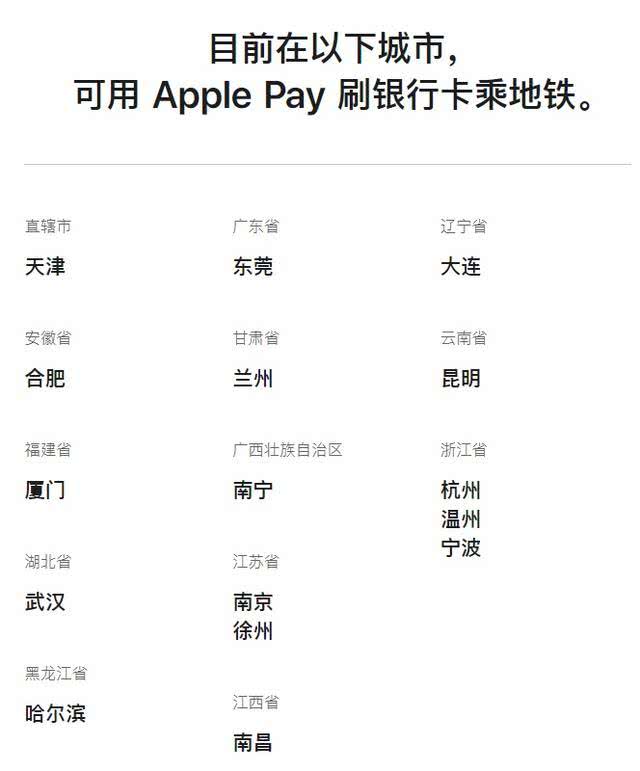 目前在以下城市，
可用 Apple Pay 刷银行卡乘地铁。
直辖市
天津
安徽省
合肥
福建省
厦门
湖北省
武汉
黑龙江省
哈尔滨
广东省
东莞
甘肃省
兰州
广西壮族自治区
南宁
江苏省
南京
徐州
江西省
南昌
辽宁省
大连
云南省
昆明
浙江省
杭州
温州
宁波